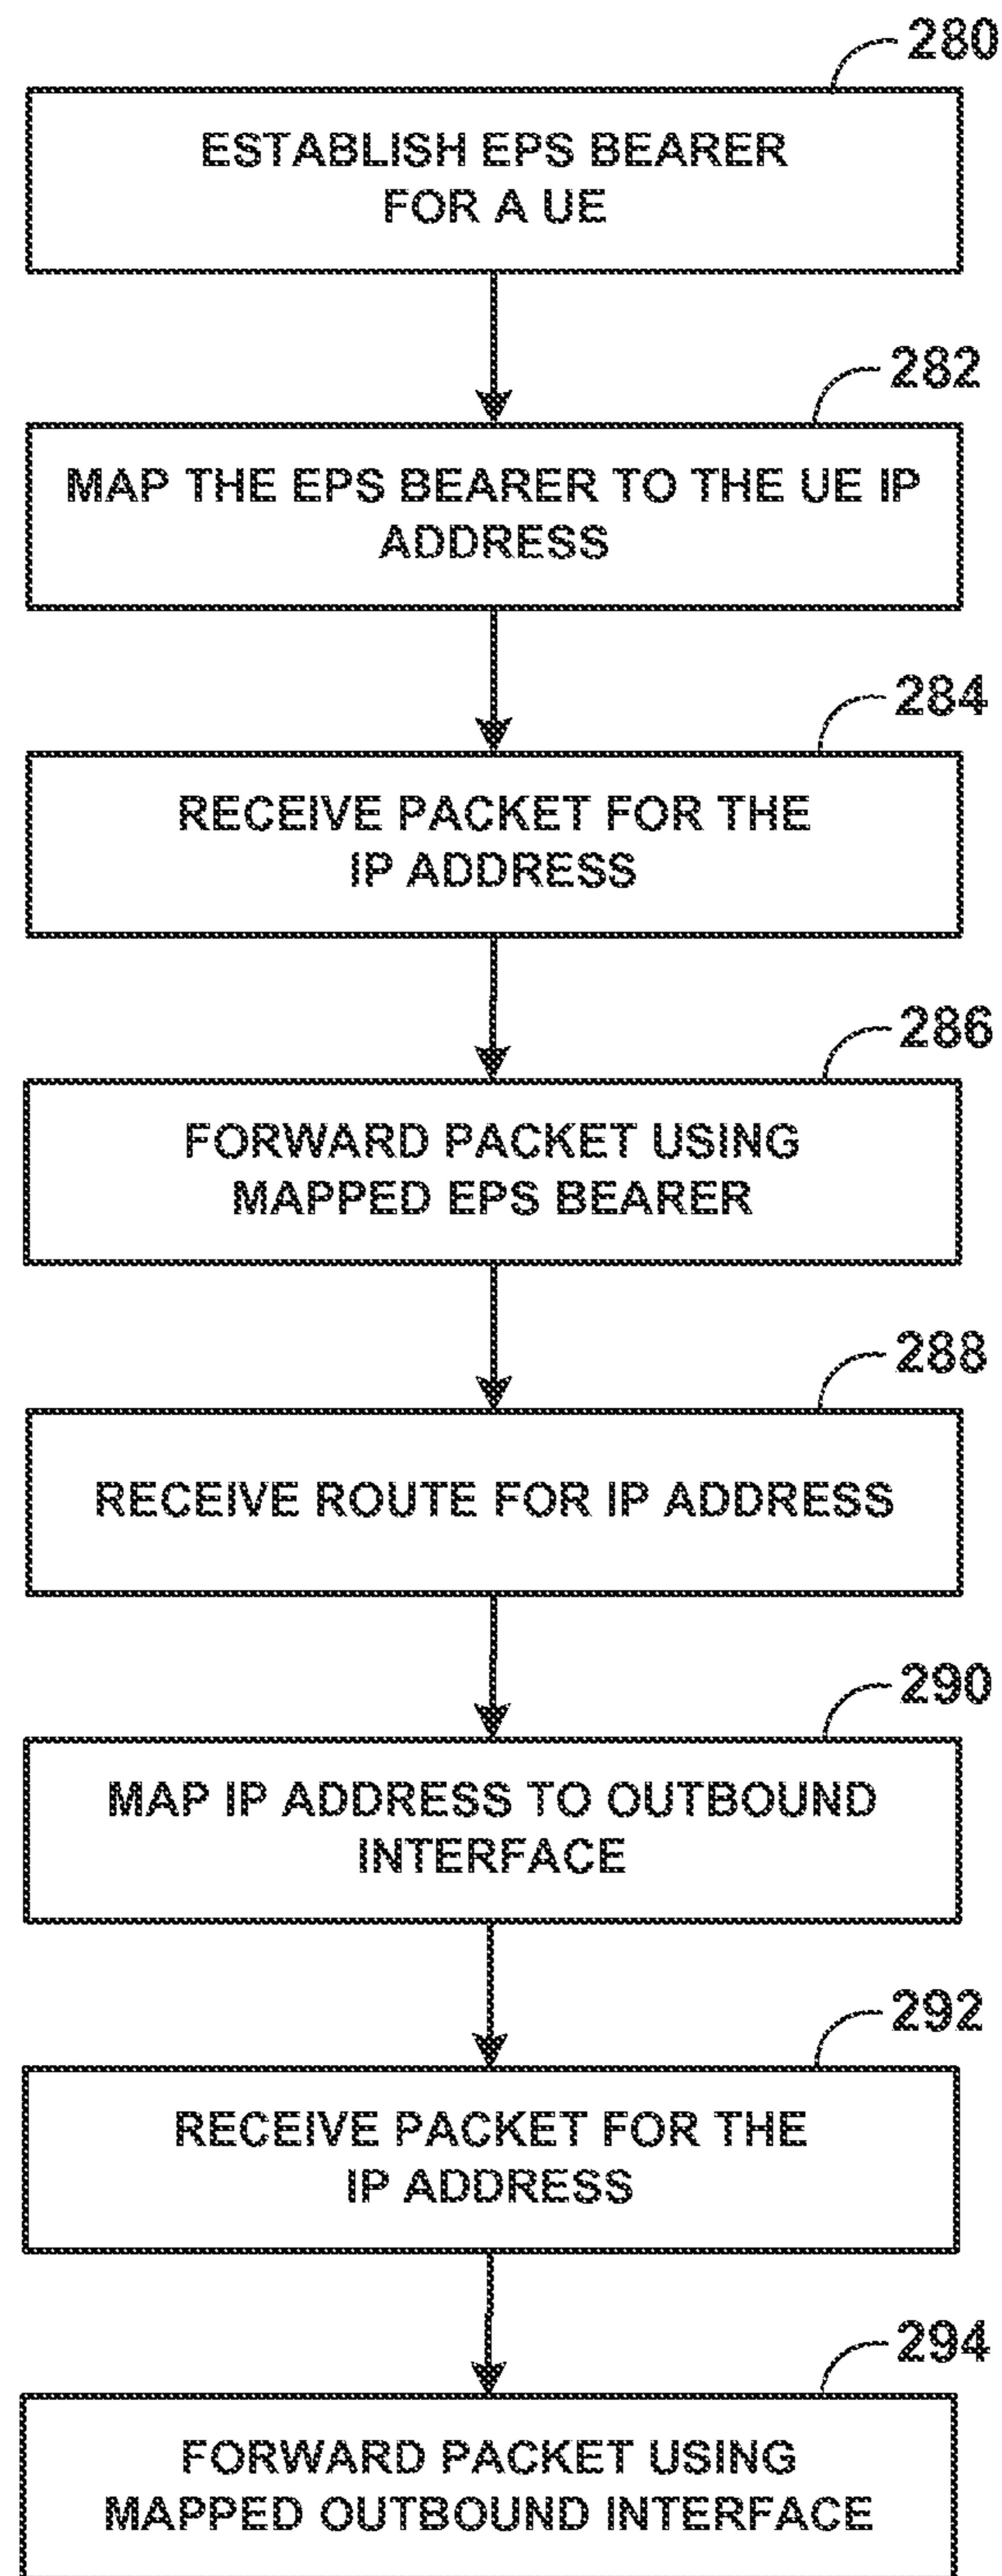 280
ESTABLISH EPS BEARER
FOR A UE
282
MAP THE EPS BEARER TO THE UE IP
ADDRESS
284
RECEIVE PACKET FOR THE
IP ADDRESS
286
FORWARD PACKET USING
MAPPED EPS BEARER
288
RECEIVE ROUTE FOR IP ADDRESS
290
MAP IP ADDRESS TO OUTBOUND
INTERFACE
292
RECEIVE PACKET FOR THE
IP ADDRESS
294
FORWARD PACKET USING
MAPPED OUTBOUND INTERFACE